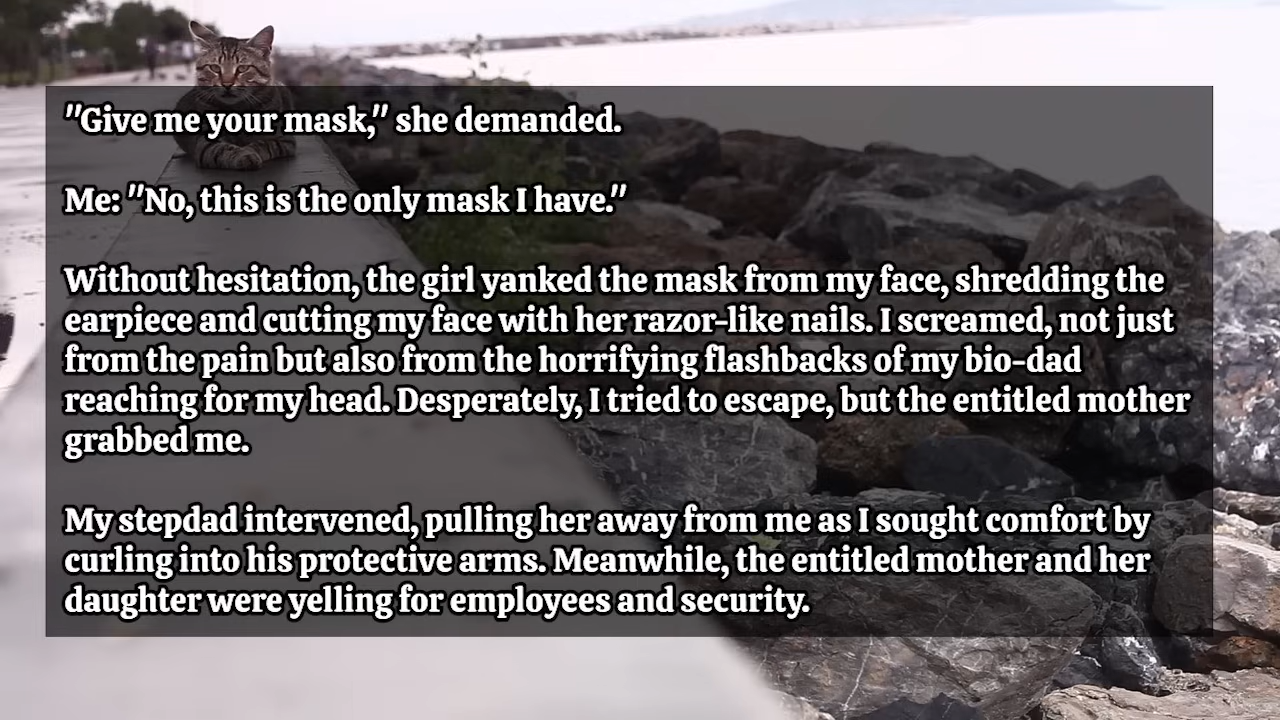 "Give me your mask," she demanded.
Me: "No, this is the only mask I have."
Without hesitation, the girl yanked the mask from my face, shredding the
earpiece and cutting my face with her razor-like nails. I screamed, not just
from the pain but also from the horrifying flashbacks of my bio-dad
reaching for my head. Desperately, I tried to escape, but the entitled mother
grabbed me.
My stepdad intervened, pulling her away from me as I sought comfort by
curling into his protective arms. Meanwhile, the entitled mother and her
daughter were yelling for employees and security.